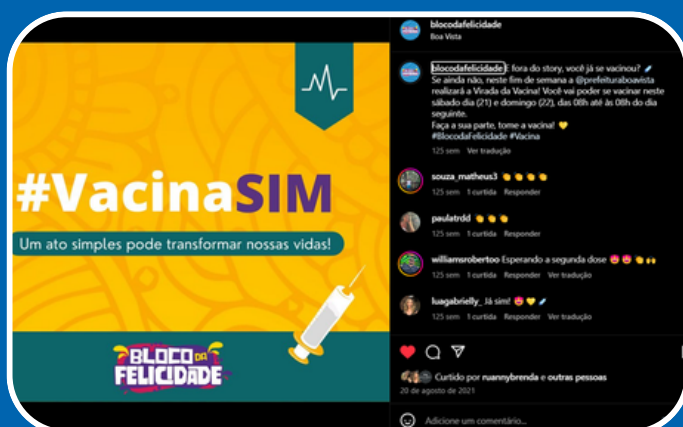 #VacinaSIM
Um ato simples pode transformar nossas vidas!
BLOCO DA
FELICIDADE
blocodafelicidade
Boa Vista
blocodafelicidade E fora do story, você já se vacinou?
Se ainda não, neste fim de semana a @prefeituraboavista
realizará a Virada da Vacina! Você vai poder se vacinar neste
sábado dia (21) e domingo (22), das 08h até às 08h do dia
seguinte.
Faça a sua parte, tome a vacina! 💛
#BlocodaFelicidade #Vacina
125 sem Ver tradução
souza_matheus3 👏👏👏👏
125 sem 1 curtida Responder
paulatrdd 👏👏👏
125 sem 1 curtida Responder
williamsrobertoo Esperando a segunda dose 😍😍👏🙌
125 sem 1 curtida Responder Ver tradução
luagabrielly_ Já sim! 😍💛💉
125 sem 1 curtida Responder Ver tradução
Curtido por ruannybrenda e outras pessoas
20 de agosto de 2021
Adicione um comentário...